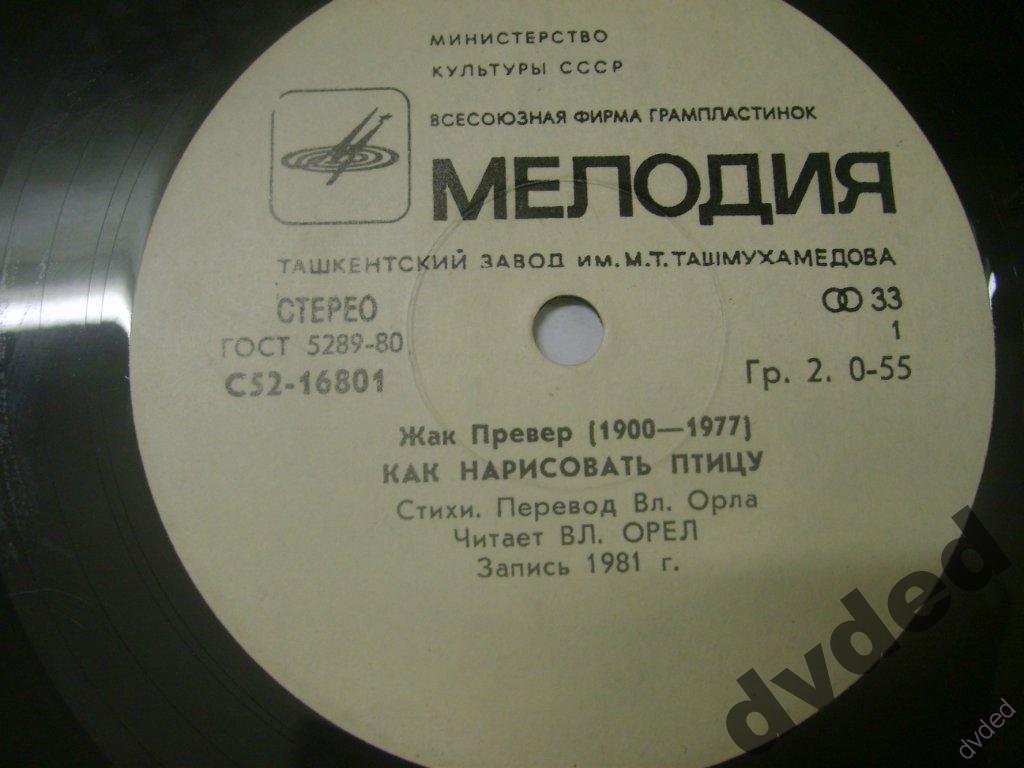 МИНИСТЕРСТВО
КУЛЬТУРЫ СССР
ВСЕСОЮЗНАЯ ФИРМА ГРАМПЛАСТИНОК
МЕЛОДИЯ
ТАШКЕНТСКИЙ ЗАВОД ИМ. М.Т. ТАШМУХАМЕДОВА
СТЕРЕО
33
ГОСТ 5289-80
1
С52-16801
Гр. 2. 0-55
Жак Превер (1900—1977)
КАК НАРИСОВАТЬ ПТИЦУ
Стихи. Перевод Вл. Орла
Читает ВЛ. ОРЕЛ
Запись 1981 г.
dvded
dvded